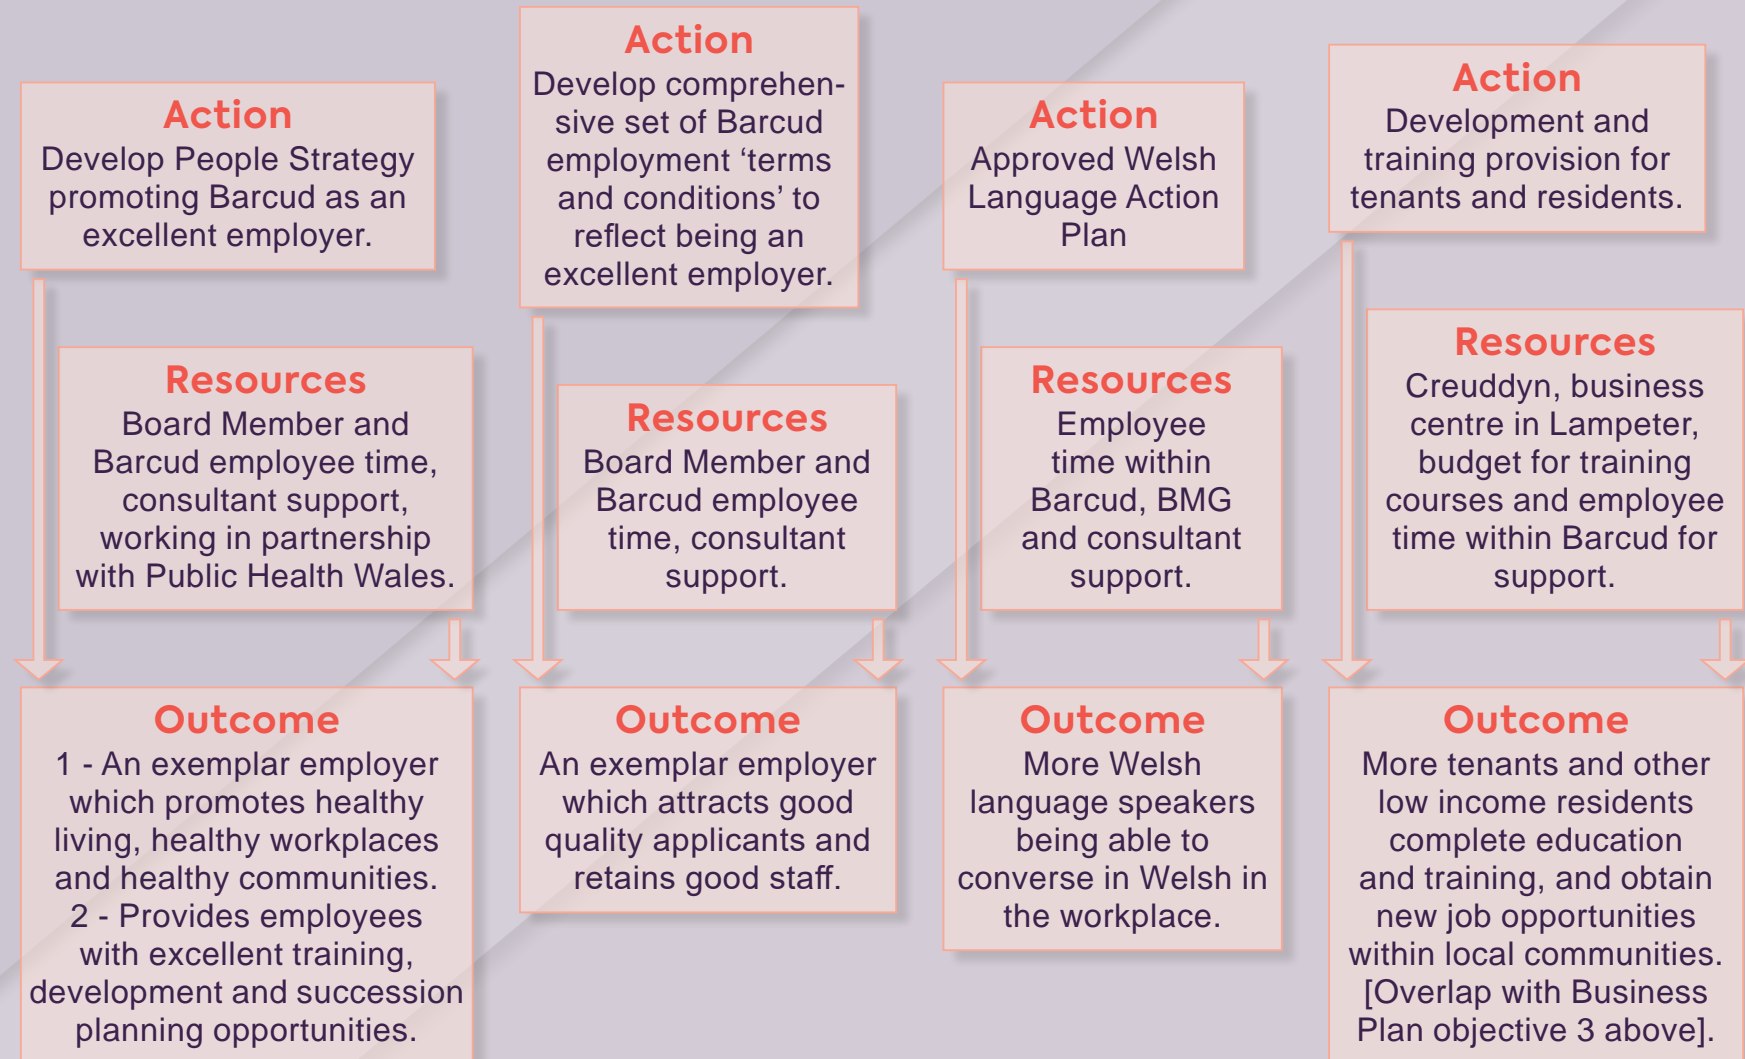 Action
Develop People Strategy
promoting Barcud as an
excellent employer.
Resources
Board Member and
Barcud employee time,
consultant support,
working in partnership
with Public Health Wales.
Outcome
1 - An exemplar employer
which promotes healthy
living, healthy workplaces
and healthy communities.
2 - Provides employees
with excellent training,
development and succession
planning opportunities.
Action
Develop comprehen-
sive set of Barcud
employment ‘terms
and conditions’ to
reflect being an
excellent employer.
Resources
Board Member and
Barcud employee
time, consultant
support.
Outcome
An exemplar employer
which attracts good
quality applicants and
retains good staff.
Action
Approved Welsh
Language Action
Plan
Resources
Employee
time within
Barcud, BMG
and consultant
support.
Outcome
More Welsh
language speakers
being able to
converse in Welsh in
the workplace.
Action
Development and
training provision for
tenants and residents.
Resources
Creuddyn, business
centre in Lampeter,
budget for training
courses and employee
time within Barcud for
support.
Outcome
More tenants and other
low income residents
complete education
and training, and obtain
new job opportunities
within local communities.
[Overlap with Business
Plan objective 3 above].